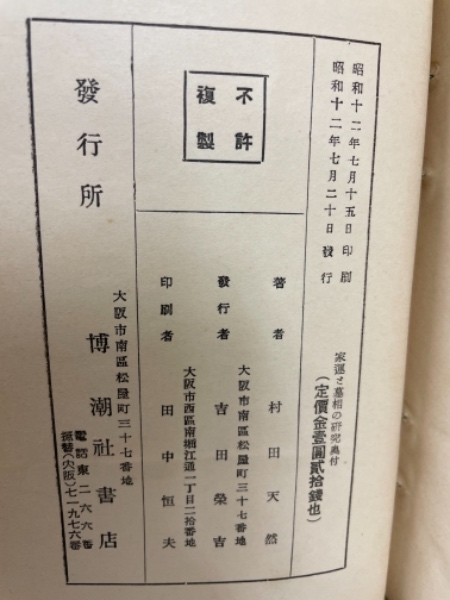 昭和十二年七月十五日印刷
昭和十二年七月二十日發行
家運と墓相の研究奥付
(定價金壹圓貳拾錢也)
不許
複製
著者 村田天然
大阪市南區松屋町三十七番地
發行者 吉田榮吉
大阪市西區南堀江通一丁目二拾番地
印刷者 田中恒夫
發行所
大阪市南區松屋町三十七番地
博潮社書店
電話東二六六番
振替(大阪)七一九七六番